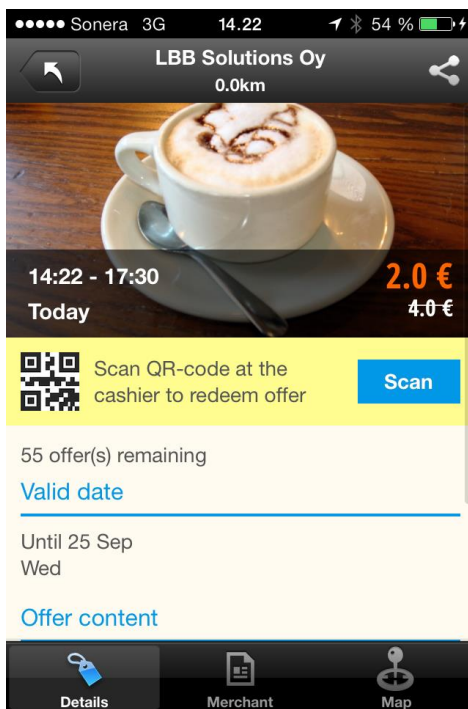 Sonera 3G 14.22 54 %
LBB Solutions Oy
0.0km
14:22 - 17:30
2.0 €
Today
4.0 €
Scan QR-code at the
cashier to redeem offer
Scan
55 offer(s) remaining
Valid date
Until 25 Sep
Wed
Offer content
Details Merchant Map